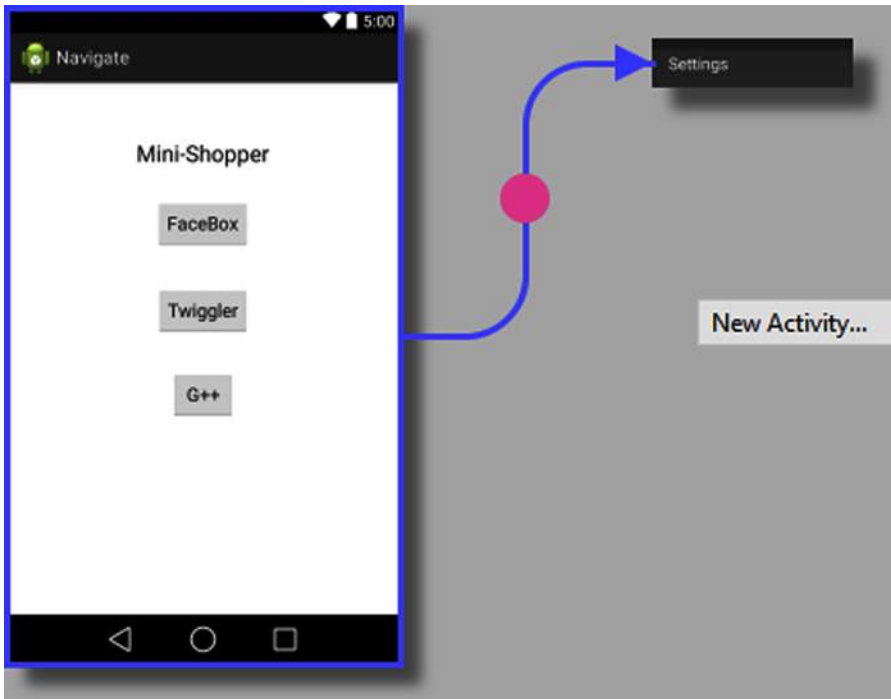 5:00
Navigate
Mini-Shopper
FaceBox
Twiggler
G++
Settings
New Activity...